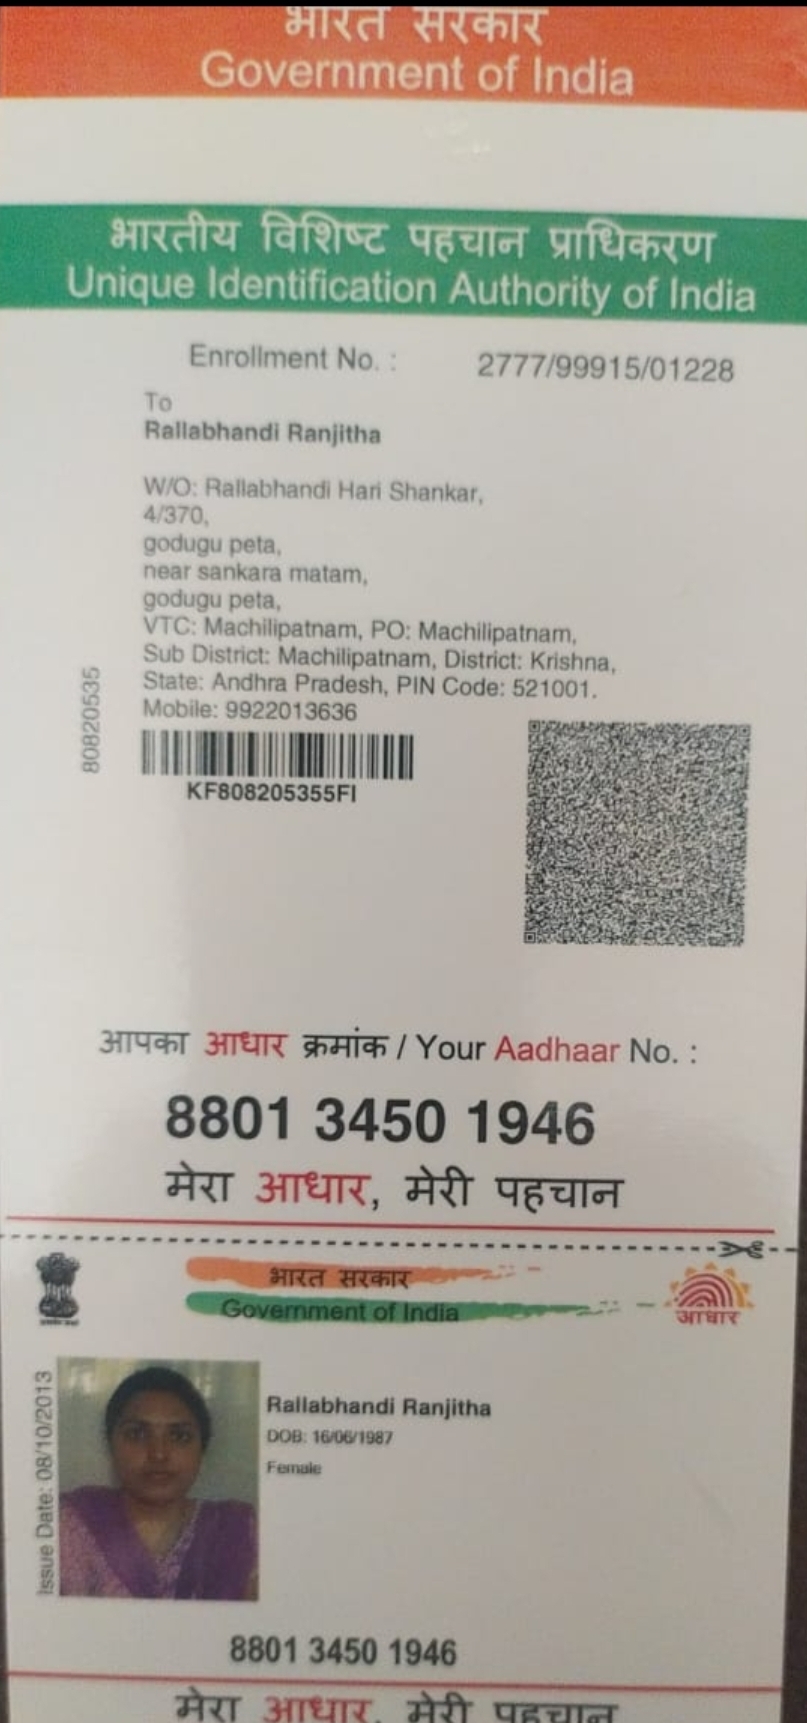 भारत सरकार
Government of India
भारतीय विशिष्ट पहचान प्राधिकरण
Unique Identification Authority of India
Enrollment No. : 2777/99915/01228
To
Rallabhandi Ranjitha
W/O: Rallabhandi Hari Shankar,
4/370,
godugu peta,
near sankara matam,
godugu peta,
VTC: Machilipatnam, PO: Machilipatnam,
Sub District: Machilipatnam, District: Krishna,
State: Andhra Pradesh, PIN Code: 521001.
Mobile: 9922013636
80820535
KF808205355FI
आपका आधार क्रमांक / Your Aadhaar No. :
8801 3450 1946
मेरा आधार, मेरी पहचान
भारत सरकार
Government of India
आधार
Issue Date: 08/10/2013
Rallabhandi Ranjitha
DOB: 16/06/1987
Female
8801 3450 1946
मेरा आधार, मेरी पहचान